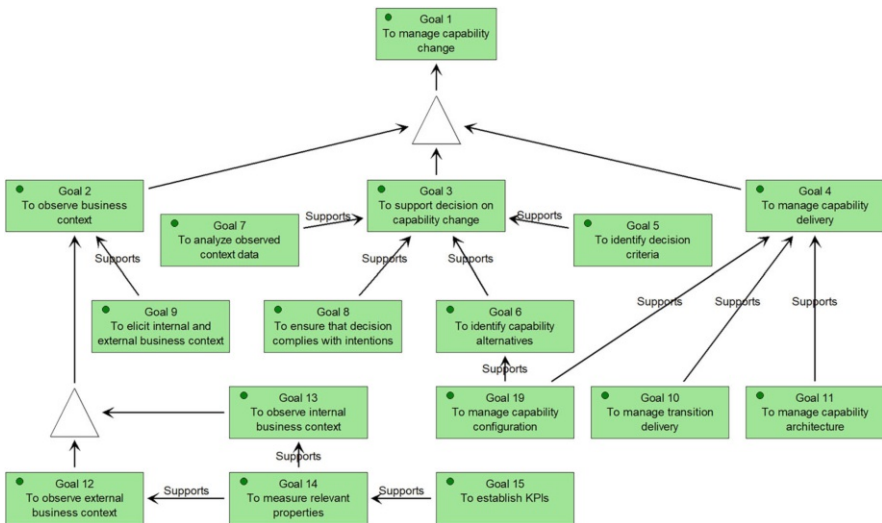 Goal 1
To manage capability
change
Goal 2
To observe business
context
Goal 3
To support decision on
capability change
Goal 4
To manage capability
delivery
Supports
Supports
Goal 7
To analyze observed
context data
Goal 5
To identify decision
criteria
Supports
Supports
Supports
Supports
Supports
Supports
Goal 9
To elicit internal and
external business context
Goal 8
To ensure that decision
complies with intentions
Goal 6
To identify capability
alternatives
Supports
Goal 13
To observe internal
business context
Goal 19
To manage capability
configuration
Goal 10
To manage transition
delivery
Goal 11
To manage capability
architecture
Supports
Goal 12
To observe external
business context
Supports
Goal 14
To measure relevant
properties
Supports
Goal 15
To establish KPIs